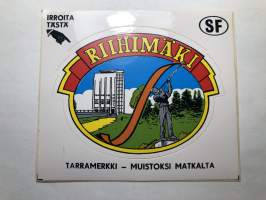 IRROITA
TÄSTÄ
SF
RIIHIMÄKI
TARRAMERKKI – MUISTOKSI MATKALTA